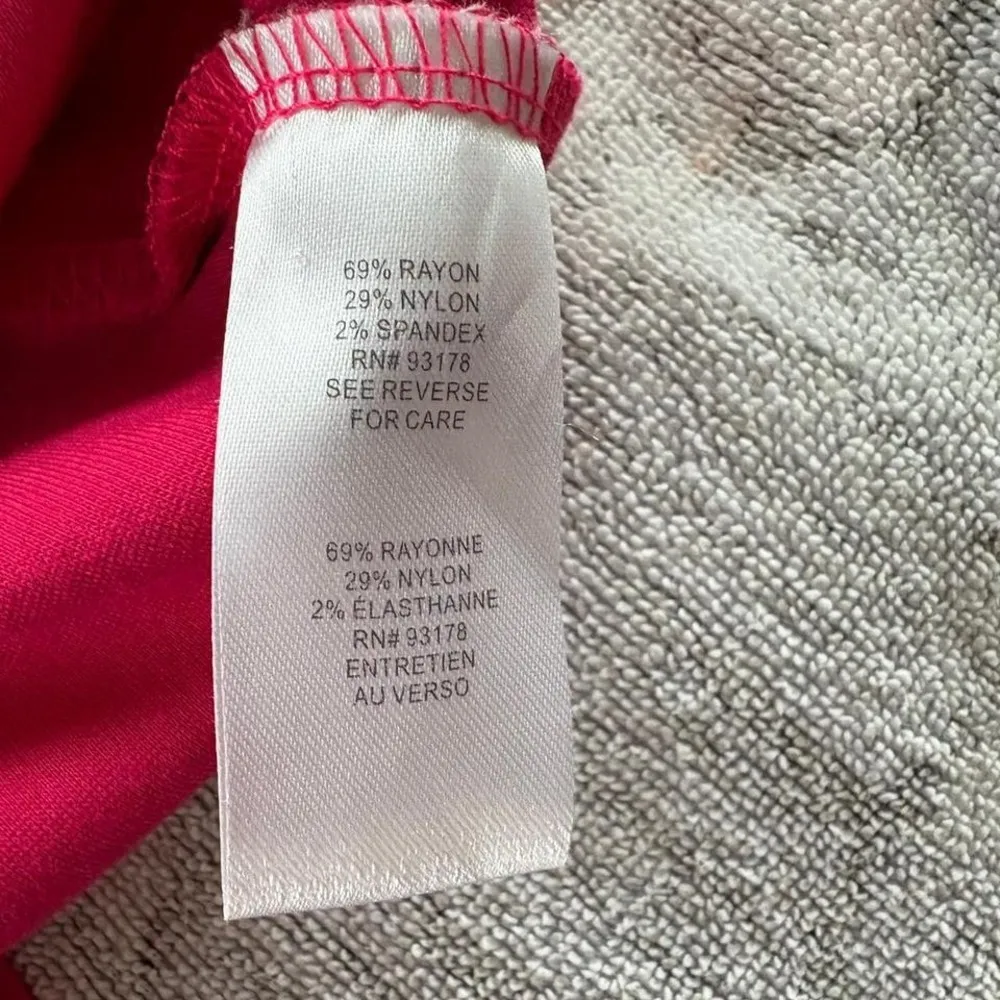 69% RAYON
29% NYLON
2% SPANDEX
RN# 93178
SEE REVERSE
FOR CARE
69% RAYONNE
29% NYLON
2% ÉLASTHANNE
RN# 93178
ENTRETIEN
AU VERSO